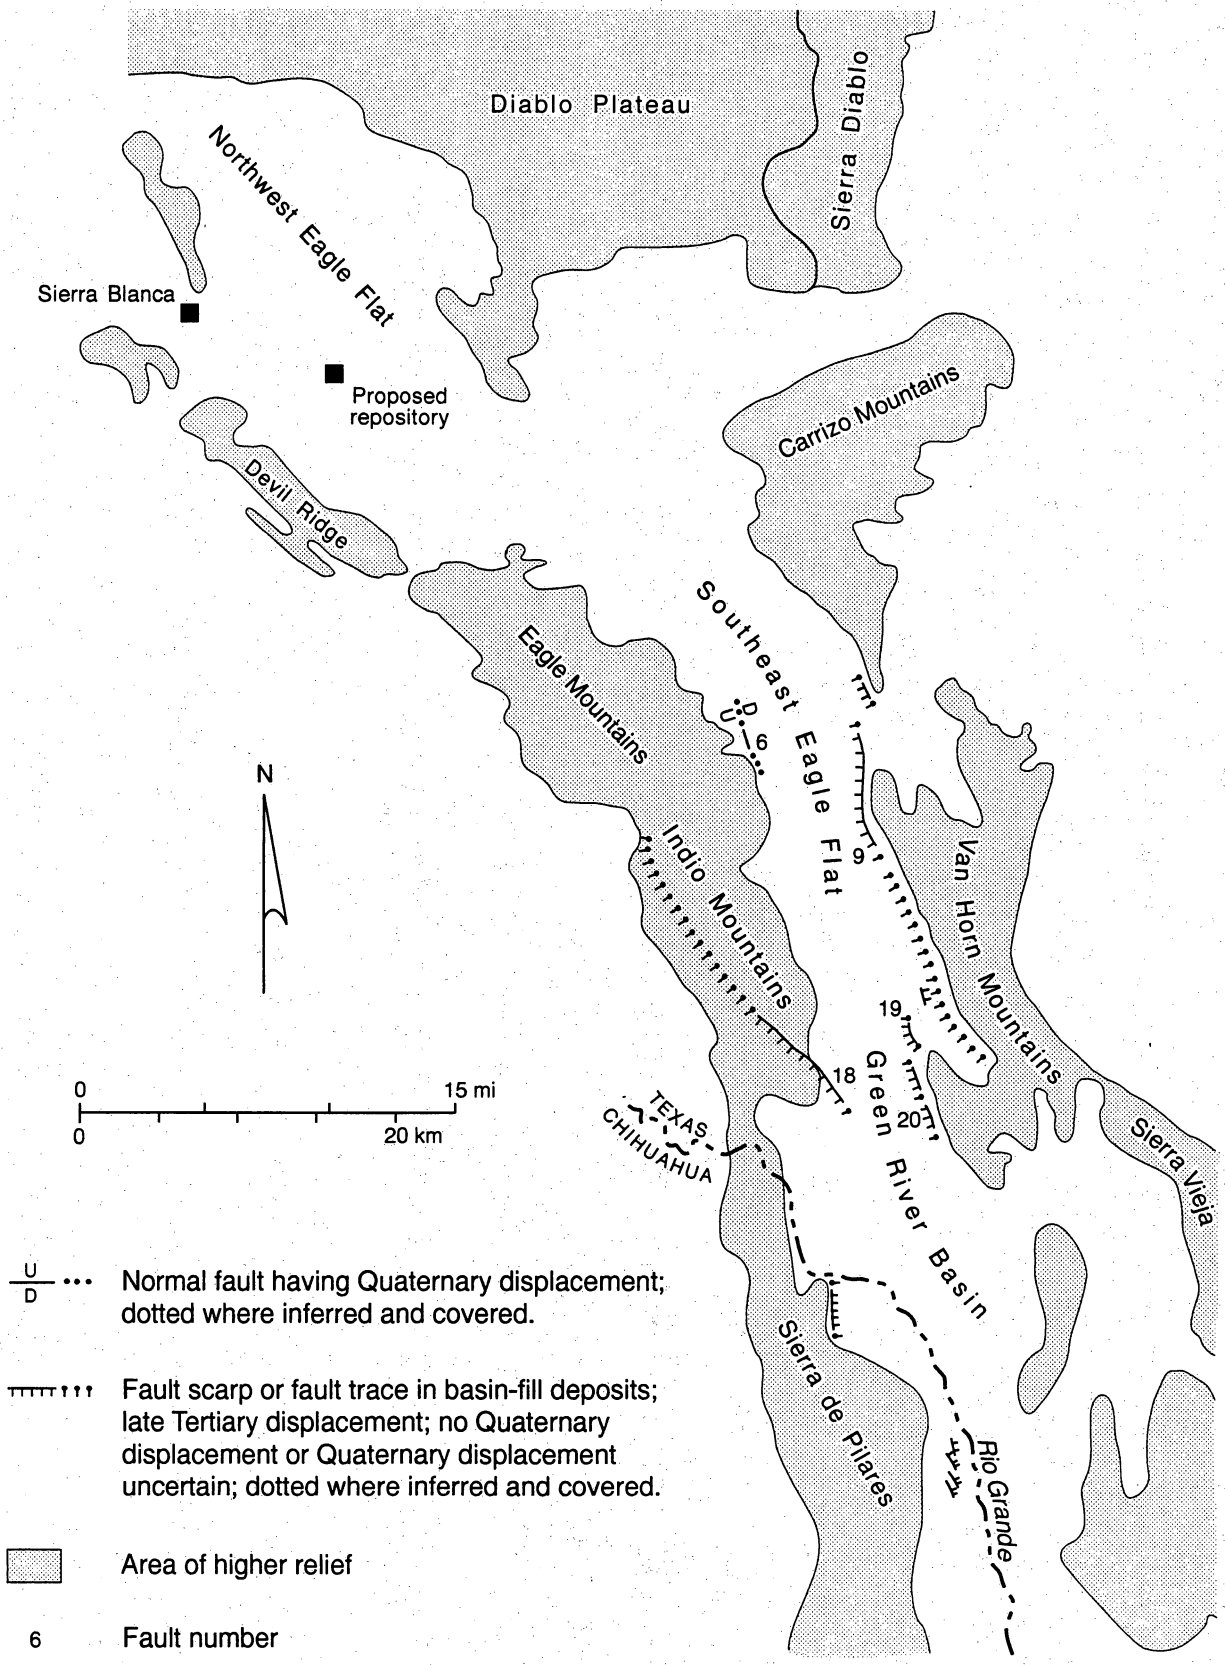 Diablo Plateau
Sierra Diablo
Northwest Eagle Flat
Sierra Blanca
Proposed
repository
Carrizo Mountains
Devil Ridge
Southeast Eagle Flat
Eagle Mountains
D
U
6
N
Indio Mountains
9
Van Horn Mountains
19
18
Green River Basin
20
0
15 mi
0
20 km
TEXAS
CHIHUAHUA
Sierra Vieja
Sierra de Pilares
Rio Grande
U
D
Normal fault having Quaternary displacement;
dotted where inferred and covered.
Fault scarp or fault trace in basin-fill deposits;
late Tertiary displacement; no Quaternary
displacement or Quaternary displacement
uncertain; dotted where inferred and covered.
Area of higher relief
6
Fault number